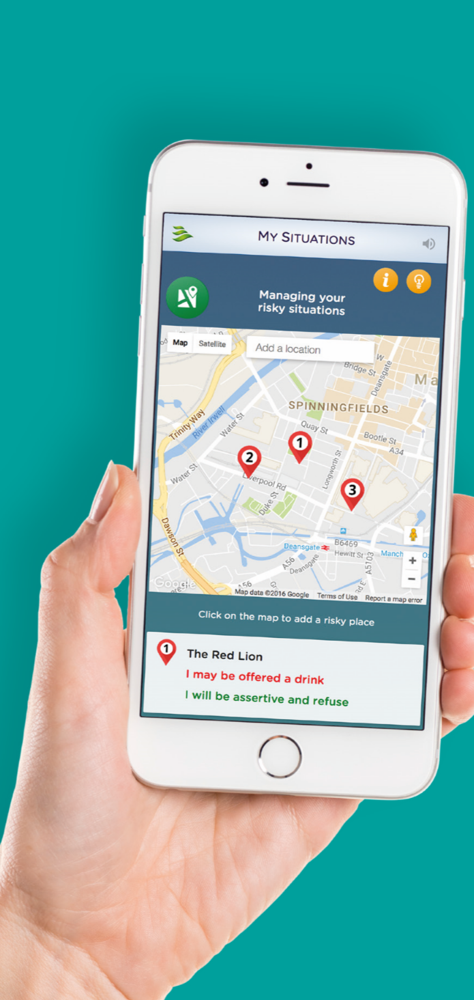 MY SITUATIONS
i
Managing your
risky situations
Map
Satellite
Add a location
W
Bridge St
Deansgate
Ma
SPINNINGFIELDS
Trinity Way
River Irwell
Water St
Quay St
Bootle St
A34
1
2
Liverpool Rd
Longworth St
Water St
3
Duke St
Dawson St
Deansgate
B6469
Hewitt St
Manch
A56
Deansgate
A5103
Rd E
+
−
Google
A56
Map data ©2016 Google
Terms of Use
Report a map error
Click on the map to add a risky place
1
The Red Lion
I may be offered a drink
I will be assertive and refuse